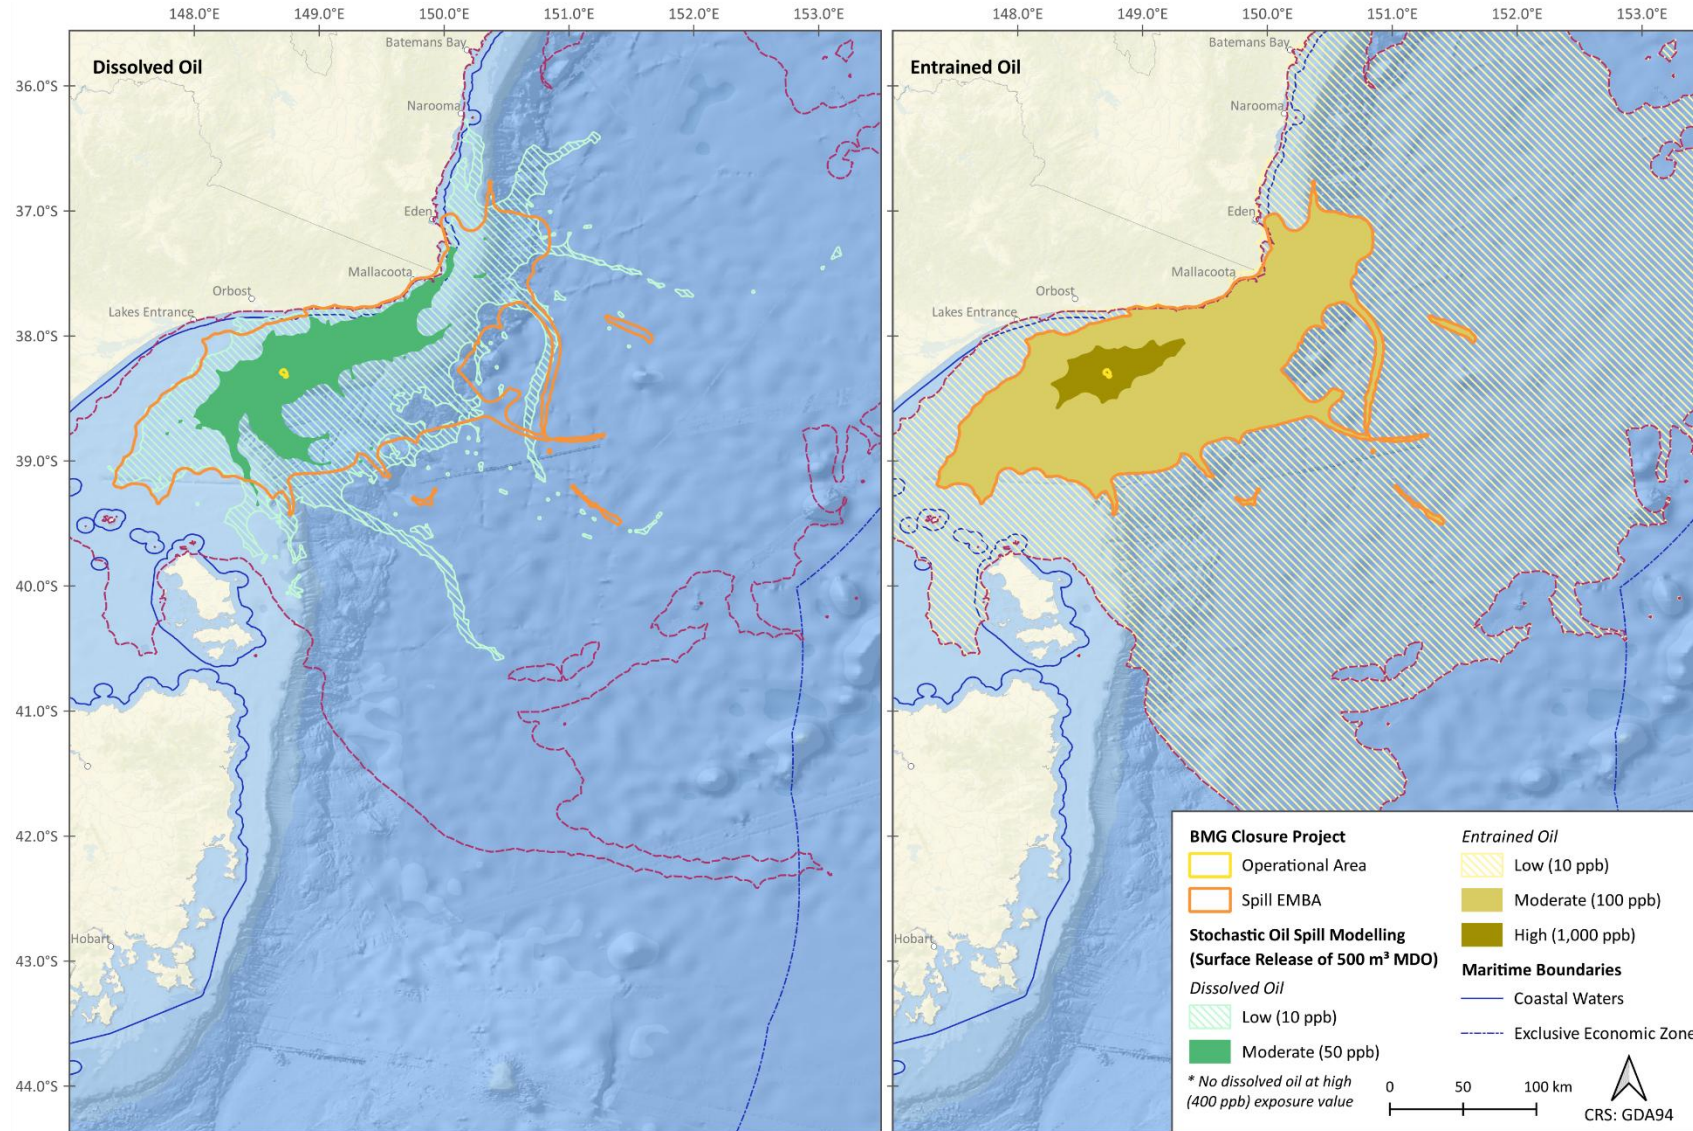 148.0°E 149.0°E 150.0°E 151.0°E 152.0°E 153.0°E 148.0°E 149.0°E 150.0°E 151.0°E 152.0°E 153.0°E
Dissolved Oil
36.0°S
37.0°S
38.0°S
39.0°S
40.0°S
41.0°S
42.0°S
43.0°S
44.0°S
Batemans Bay
Narooma
Eden
Mallacoota
Orbost
Lakes Entrance
Hobart
Entrained Oil
Batemans Bay
Narooma
Eden
Mallacoota
Orbost
Lakes Entrance
Hobart
BMG Closure Project
Operational Area
Spill EMBA
Stochastic Oil Spill Modelling
(Surface Release of 500 m³ MDO)
Dissolved Oil
Low (10 ppb)
Moderate (50 ppb)
* No dissolved oil at high
(400 ppb) exposure value
Entrained Oil
Low (10 ppb)
Moderate (100 ppb)
High (1,000 ppb)
Maritime Boundaries
Coastal Waters
Exclusive Economic Zone
0 50 100 km
CRS: GDA94